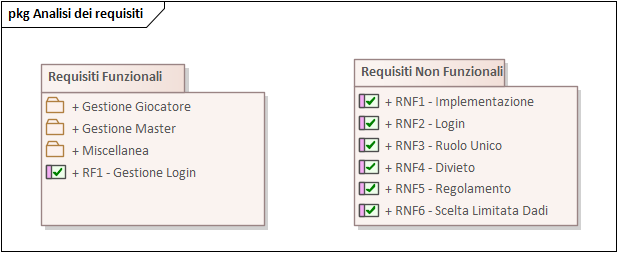 pkg Analisi dei requisiti
Requisiti Funzionali
+ Gestione Giocatore
+ Gestione Master
+ Miscellanea
+ RF1 - Gestione Login
Requisiti Non Funzionali
+ RNF1 - Implementazione
+ RNF2 - Login
+ RNF3 - Ruolo Unico
+ RNF4 - Divieto
+ RNF5 - Regolamento
+ RNF6 - Scelta Limitata Dadi